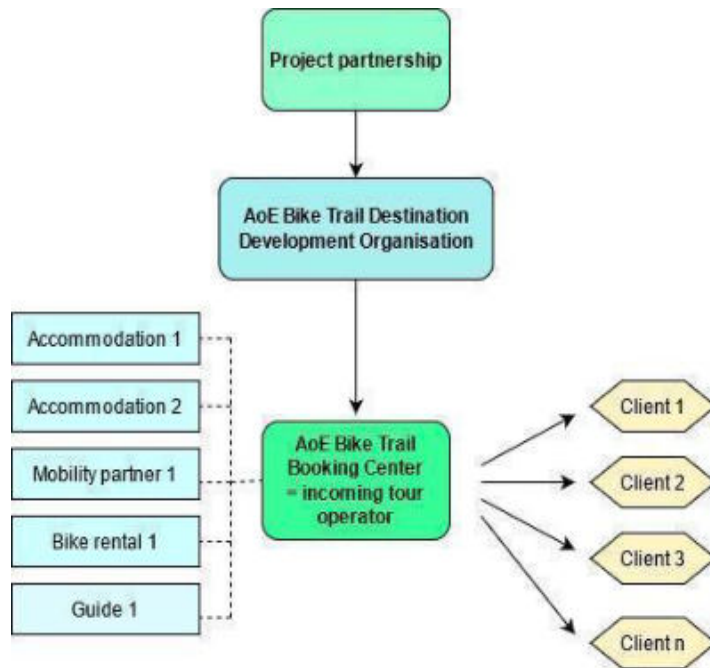 Project partnership
AoE Bike Trail Destination
Development Organisation
Accommodation 1
Accommodation 2
Mobility partner 1
Bike rental 1
Guide 1
AoE Bike Trail
Booking Center
= incoming tour
operator
Client 1
Client 2
Client 3
Client n